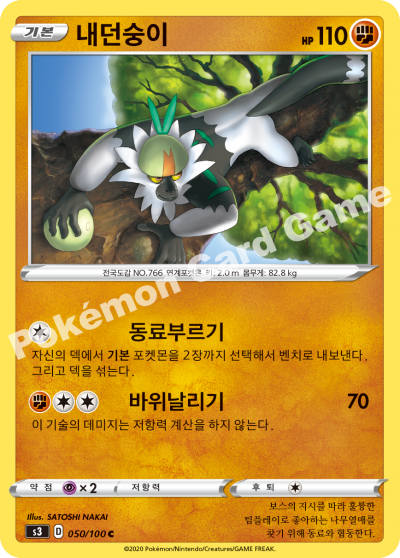 기본 내던숭이 HP 110
전국도감 NO.766 연계포켓몬 키: 2.0 m 몸무게: 82.8 kg
Pokémon Card Game
동료부르기
자신의 덱에서 기본 포켓몬을 2장까지 선택해서 벤치로 내보낸다.
그리고 덱을 섞는다.
바위날리기 70
이 기술의 데미지는 저항력 계산을 하지 않는다.
약점 ×2 저항력 후퇴
Illus. SATOSHI NAKAI
s3 D 050/100 C
보스의 지시를 따라 훌륭한
팀플레이로 좋아하는 나무열매를
찾기 위해 동료와 협동한다.
©2020 Pokémon/Nintendo/Creatures/GAME FREAK.